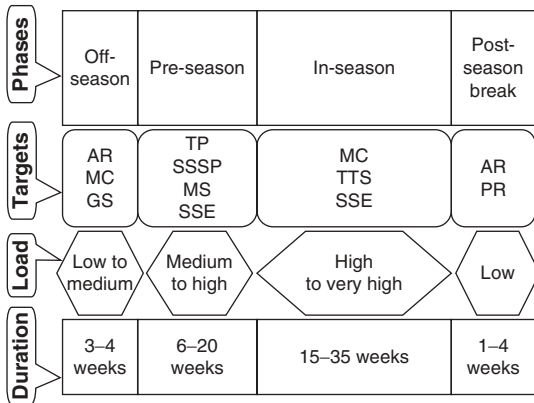 Phases
Off-
season
Pre-season
In-season
Post-
season
break
Targets
AR
MC
GS
TP
SSSP
MS
SSE
MC
TTS
SSE
AR
PR
Load
Low to
medium
Medium
to high
High
to very high
Low
Duration
3–4
weeks
6–20
weeks
15–35 weeks
1–4
weeks